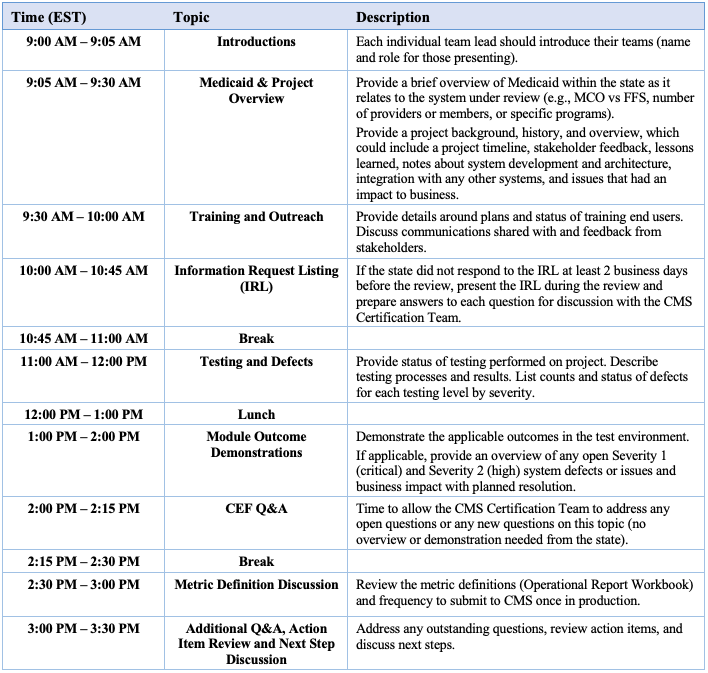 Time (EST) Topic Description
9:00 AM – 9:05 AM Introductions Each individual team lead should introduce their teams (name
and role for those presenting).
9:05 AM – 9:30 AM Medicaid & Project
Overview
Provide a brief overview of Medicaid within the state as it
relates to the system under review (e.g., MCO vs FFS, number
of providers or members, or specific programs).
Provide a project background, history, and overview, which
could include a project timeline, stakeholder feedback, lessons
learned, notes about system development and architecture,
integration with any other systems, and issues that had an
impact to business.
9:30 AM – 10:00 AM Training and Outreach Provide details around plans and status of training end users.
Discuss communications shared with and feedback from
stakeholders.
10:00 AM – 10:45 AM Information Request Listing
(IRL)
If the state did not respond to the IRL at least 2 business days
before the review, present the IRL during the review and
prepare answers to each question for discussion with the CMS
Certification Team.
10:45 AM – 11:00 AM Break
11:00 AM – 12:00 PM Testing and Defects Provide status of testing performed on project. Describe
testing processes and results. List counts and status of defects
for each testing level by severity.
12:00 PM – 1:00 PM Lunch
1:00 PM – 2:00 PM Module Outcome
Demonstrations
Demonstrate the applicable outcomes in the test environment.
If applicable, provide an overview of any open Severity 1
(critical) and Severity 2 (high) system defects or issues and
business impact with planned resolution.
2:00 PM – 2:15 PM CEF Q&A Time to allow the CMS Certification Team to address any
open questions or any new questions on this topic (no
overview or demonstration needed from the state).
2:15 PM – 2:30 PM Break
2:30 PM – 3:00 PM Metric Definition Discussion Review the metric definitions (Operational Report Workbook)
and frequency to submit to CMS once in production.
3:00 PM – 3:30 PM Additional Q&A, Action
Item Review and Next Step
Discussion
Address any outstanding questions, review action items, and
discuss next steps.